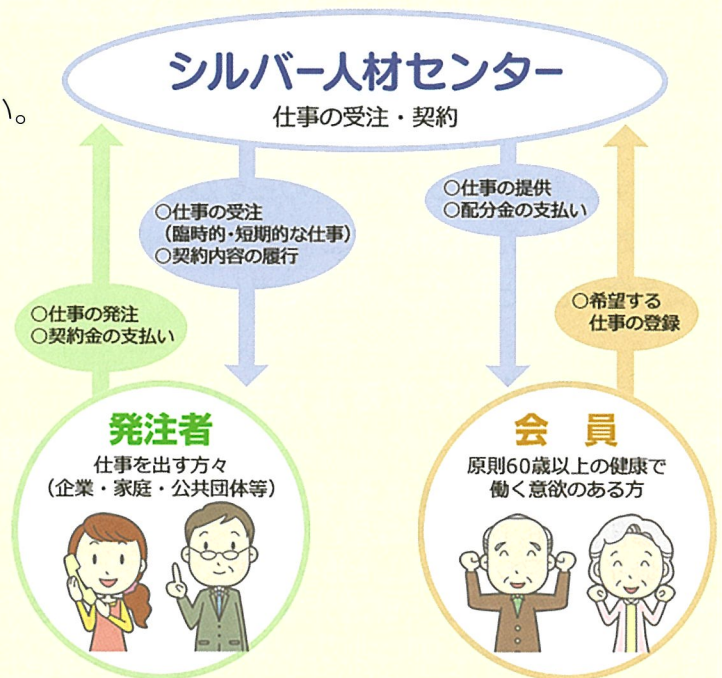 シルバー人材センター
仕事の受注・契約
い。
○仕事の受注
（臨時的・短期的な仕事）
○契約内容の履行
○仕事の提供
○配分金の支払い
○仕事の発注
○契約金の支払い
○希望する
仕事の登録
発注者
仕事を出す方々
（企業・家庭・公共団体等）
会 員
原則60歳以上の健康で
働く意欲のある方